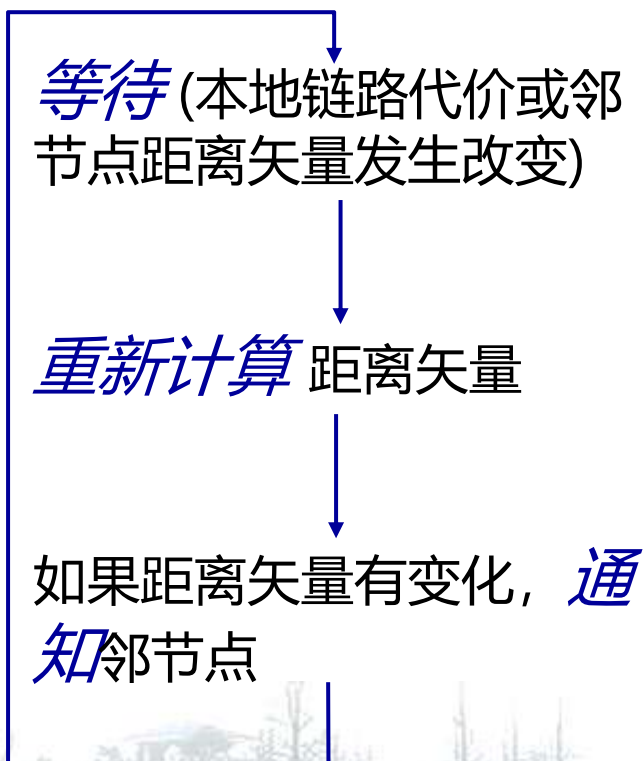 等待 (本地链路代价或邻
节点距离矢量发生改变)
重新计算 距离矢量
如果距离矢量有变化，通
知邻节点